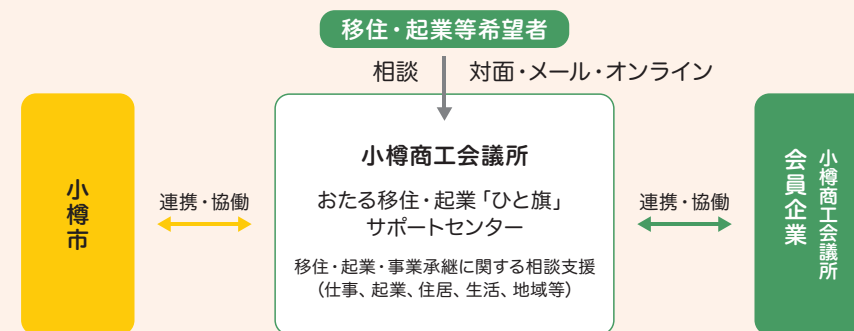 移住・起業等希望者
相談　対面・メール・オンライン
小樽市
連携・協働
小樽商工会議所
おたる移住・起業「ひと旗」
サポートセンター
移住・起業・事業承継に関する相談支援
（仕事、起業、住居、生活、地域等）
連携・協働
小樽商工会議所
会員企業